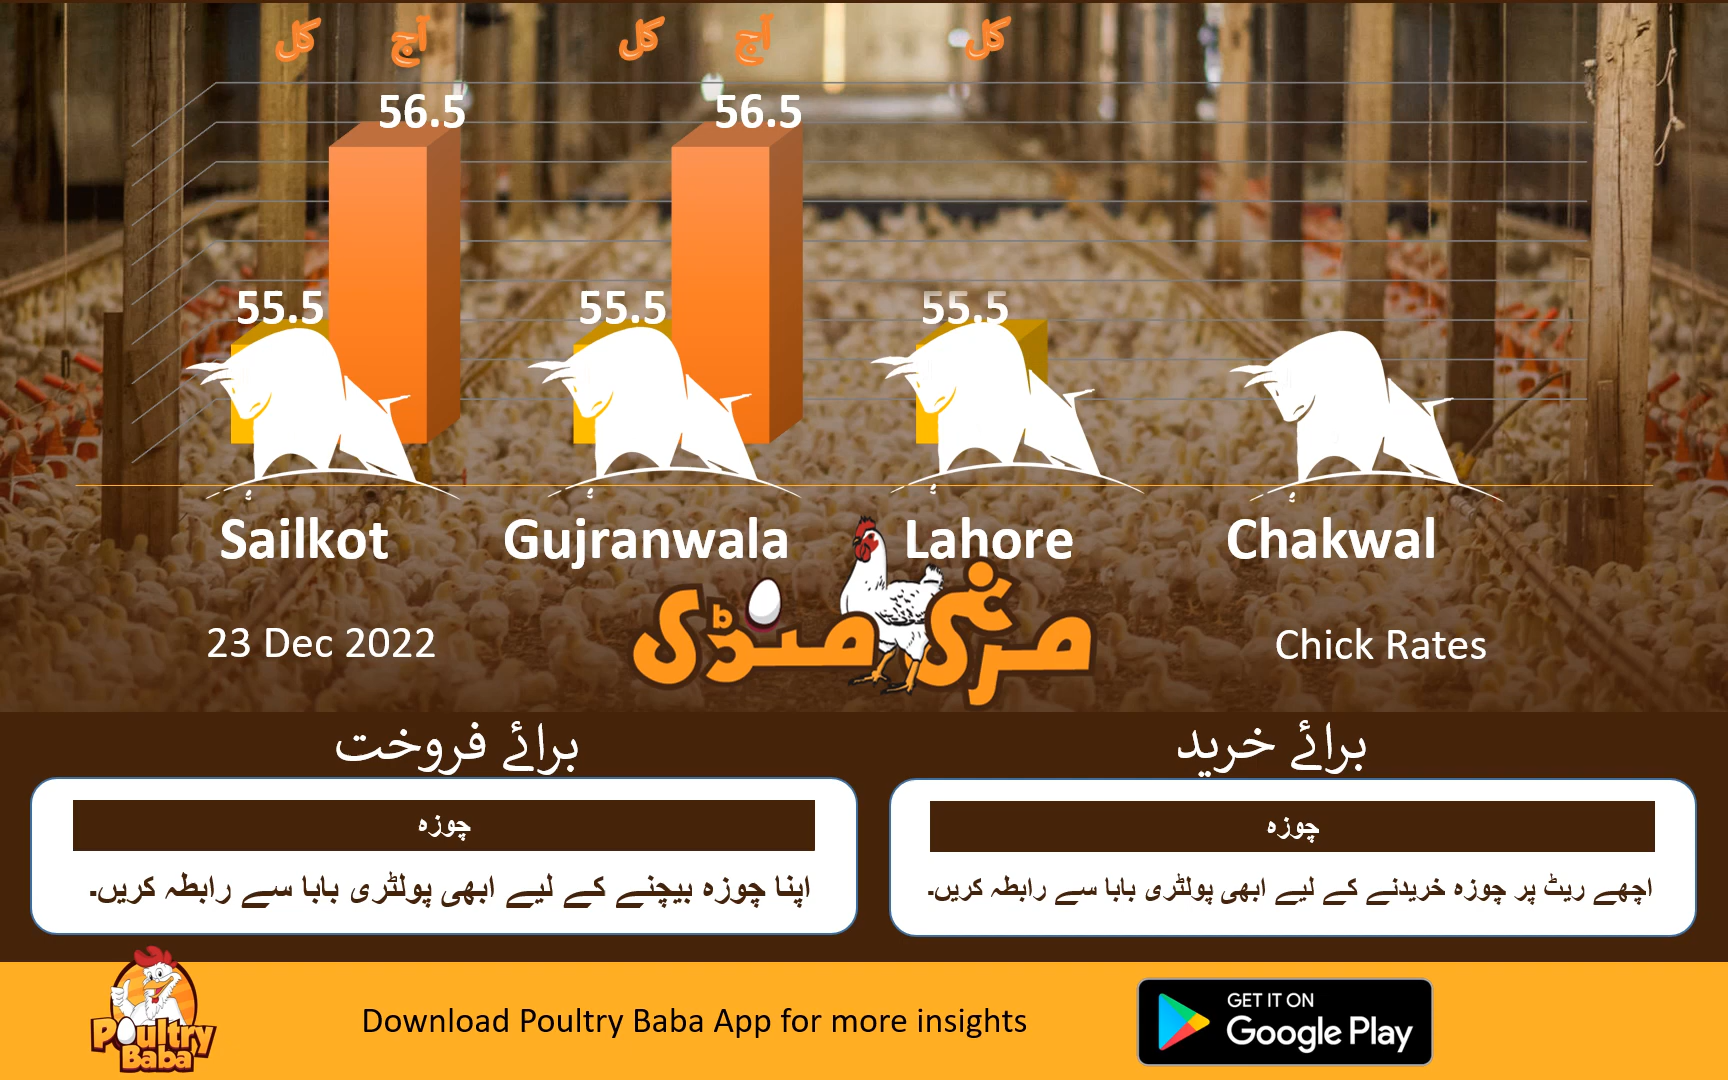 کل آج کل آج کل
56.5 56.5
55.5 55.5 55.5
Sailkot Gujranwala Lahore Chakwal
23 Dec 2022
مرغی منڈی
Chick Rates
برائے فروخت
چوزہ
اپنا چوزہ بیچنے کے لیے ابھی پولٹری بابا سے رابطہ کریں۔
برائے خرید
چوزہ
اچھے ریٹ پر چوزہ خریدنے کے لیے ابھی پولٹری بابا سے رابطہ کریں۔
Poultry
Baba
Download Poultry Baba App for more insights
GET IT ON
Google Play